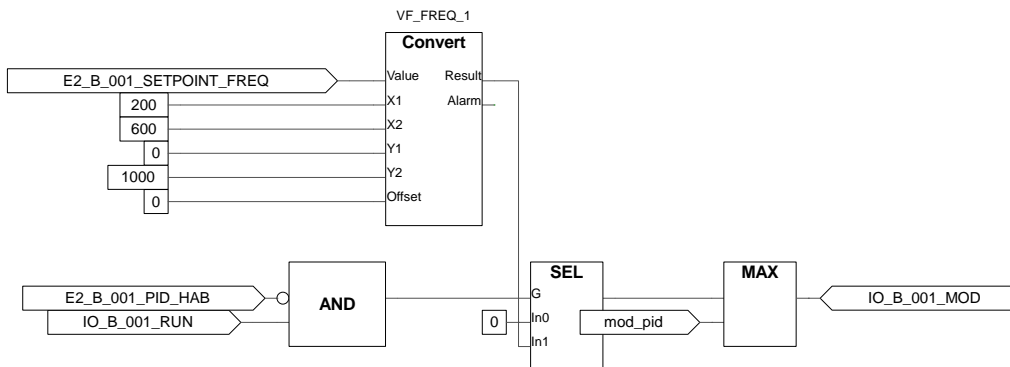 VF_FREQ_1
Convert
E2_B_001_SETPOINT_FREQ
Value
Result
200
X1
Alarm
600
X2
0
Y1
1000
Y2
0
Offset
SEL
MAX
E2_B_001_PID_HAB
AND
G
IO_B_001_MOD
IO_B_001_RUN
0
In0
mod_pid
In1